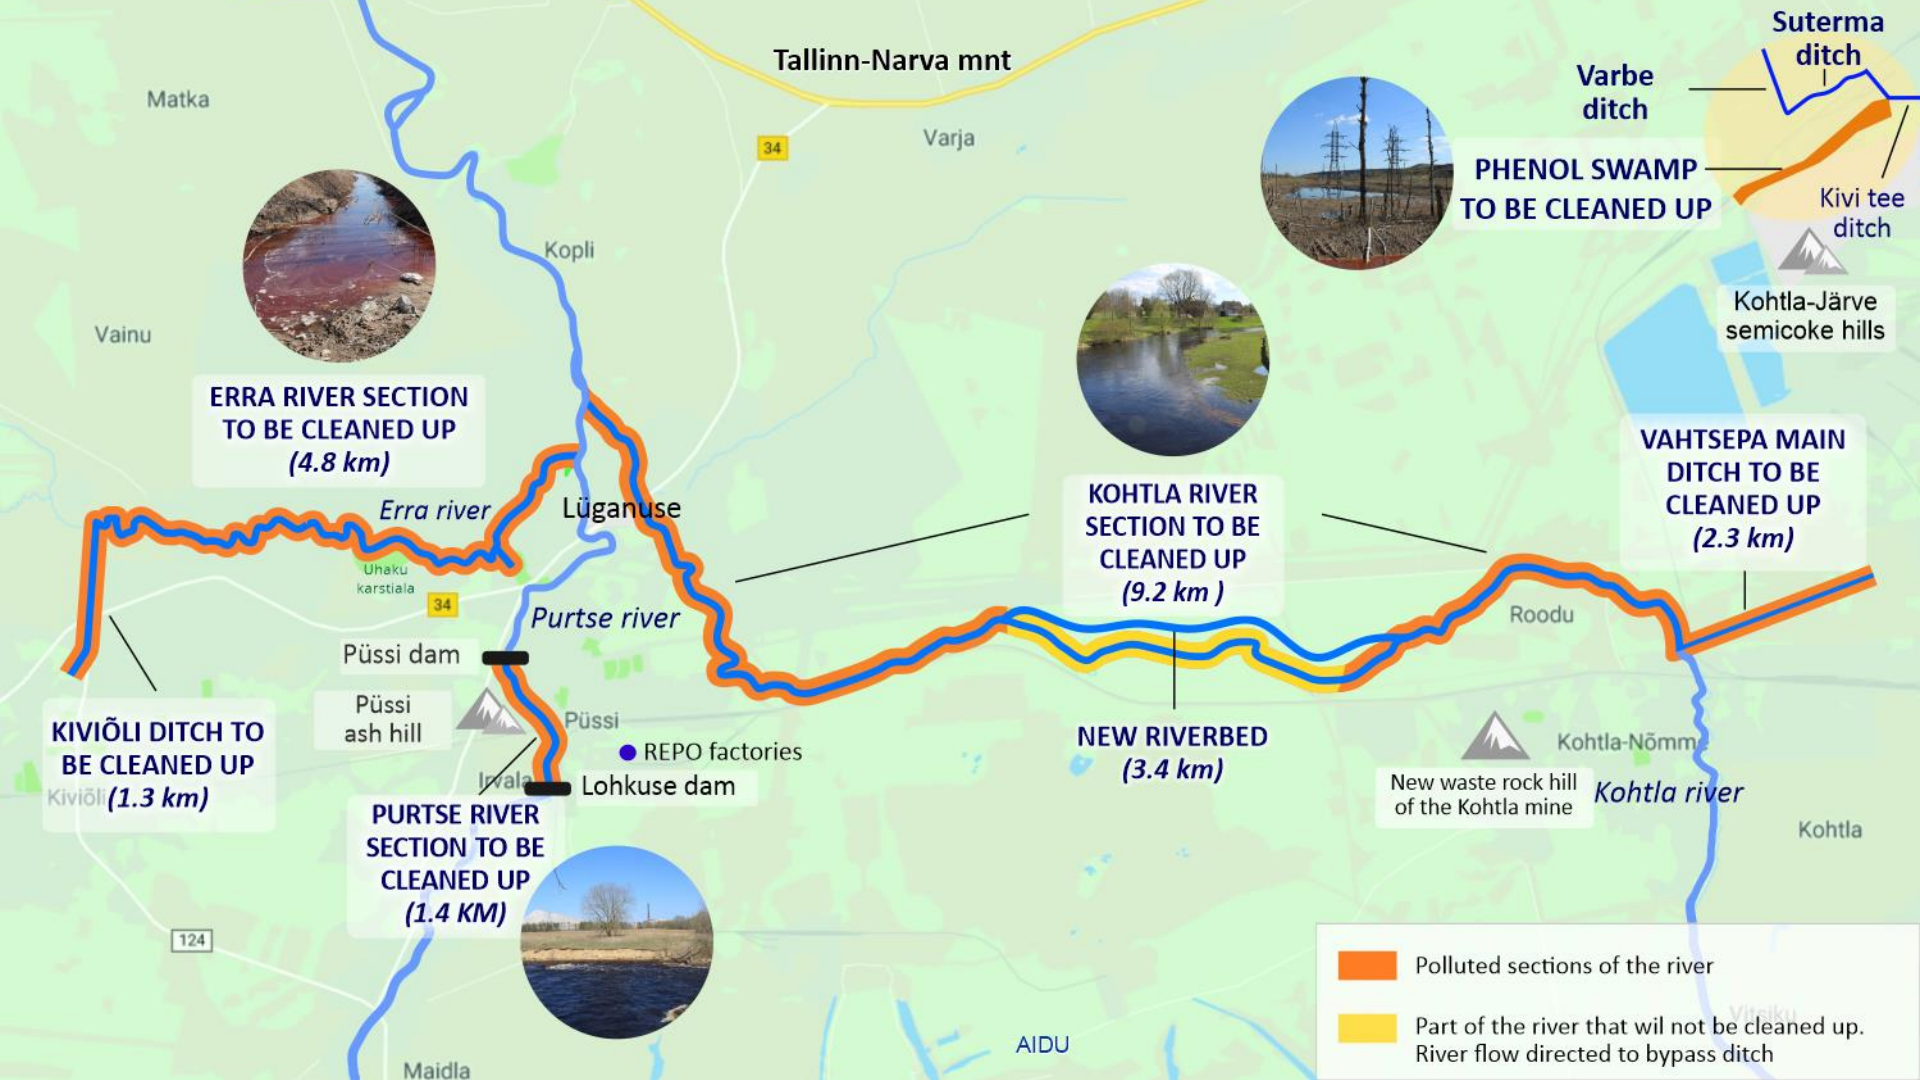 Suterma
ditch
Tallinn-Narva mnt
Varbe
ditch
Matka
34
Varja
PHENOL SWAMP
TO BE CLEANED UP
Kivi tee
ditch
Kopli
Kohtla-Järve
semicoke hills
Vainu
ERRA RIVER SECTION
TO BE CLEANED UP
(4.8 km)
VAHTSEPA MAIN
DITCH TO BE
CLEANED UP
(2.3 km)
Erra river
Lüganuse
KOHTLA RIVER
SECTION TO BE
CLEANED UP
(9.2 km )
Uhaku
karstiala
34
Purtse river
Roodu
Püssi dam
Püssi
ash hill
Püssi
KIVIÕLI DITCH TO
BE CLEANED UP
(1.3 km)
Kiviõli
REPO factories
NEW RIVERBED
(3.4 km)
Kohtla-Nõmme
Irvala
Lohkuse dam
New waste rock hill
of the Kohtla mine
Kohtla river
PURTSE RIVER
SECTION TO BE
CLEANED UP
(1.4 KM)
Kohtla
124
Polluted sections of the river
Vitsiku
Part of the river that wil not be cleaned up.
River flow directed to bypass ditch
AIDU
Maidla